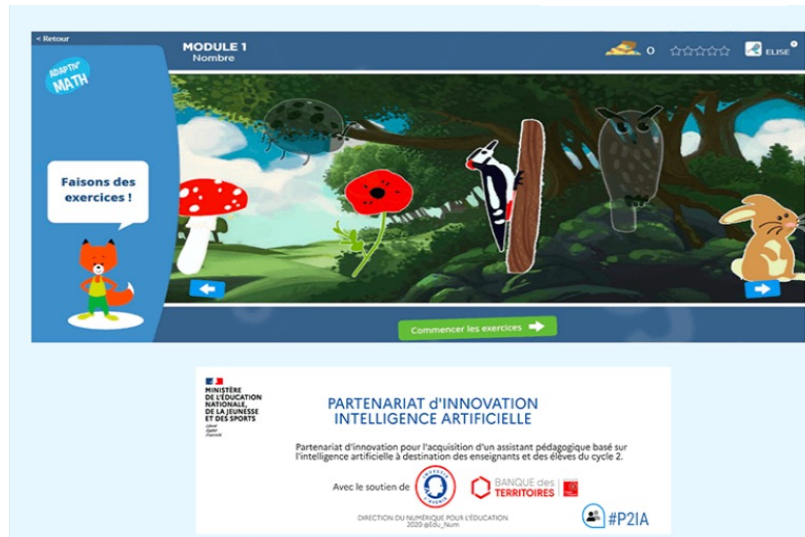 < Retour
MODULE 1
Nombre
0
ELISE
ADAPTIV'
MATH
Faisons des
exercices !
Commencer les exercices
MINISTÈRE
DE L'ÉDUCATION
NATIONALE,
DE LA JEUNESSE
ET DES SPORTS
Liberté
Égalité
Fraternité
PARTENARIAT d'INNOVATION
INTELLIGENCE ARTIFICIELLE
Partenariat d'innovation pour l'acquisition d'un assistant pédagogique basé sur
l'intelligence artificielle à destination des enseignants et des élèves du cycle 2.
Avec le soutien de
BANQUE des
TERRITOIRES
DIRECTION DU NUMÉRIQUE POUR L'ÉDUCATION
2020 @Edu_Num
#P2IA